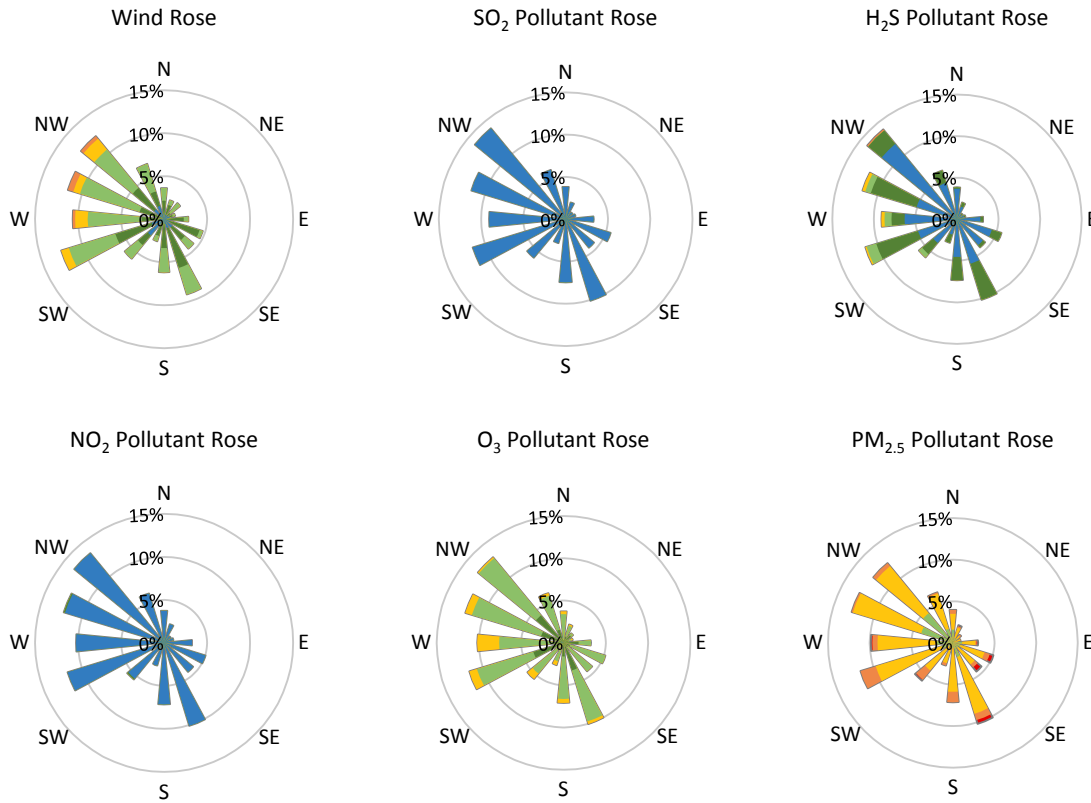 Wind Rose
N
15%
NW
NE
10%
5%
W
0%
E
SW
SE
S
SO₂ Pollutant Rose
N
15%
NW
NE
10%
5%
W
0%
E
SW
SE
S
H₂S Pollutant Rose
N
15%
NW
NE
10%
5%
W
0%
E
SW
SE
S
NO₂ Pollutant Rose
N
15%
NW
NE
10%
5%
W
0%
E
SW
SE
S
O₃ Pollutant Rose
N
15%
NW
NE
10%
5%
W
0%
E
SW
SE
S
PM₂.₅ Pollutant Rose
N
15%
NW
NE
10%
5%
W
0%
E
SW
SE
S